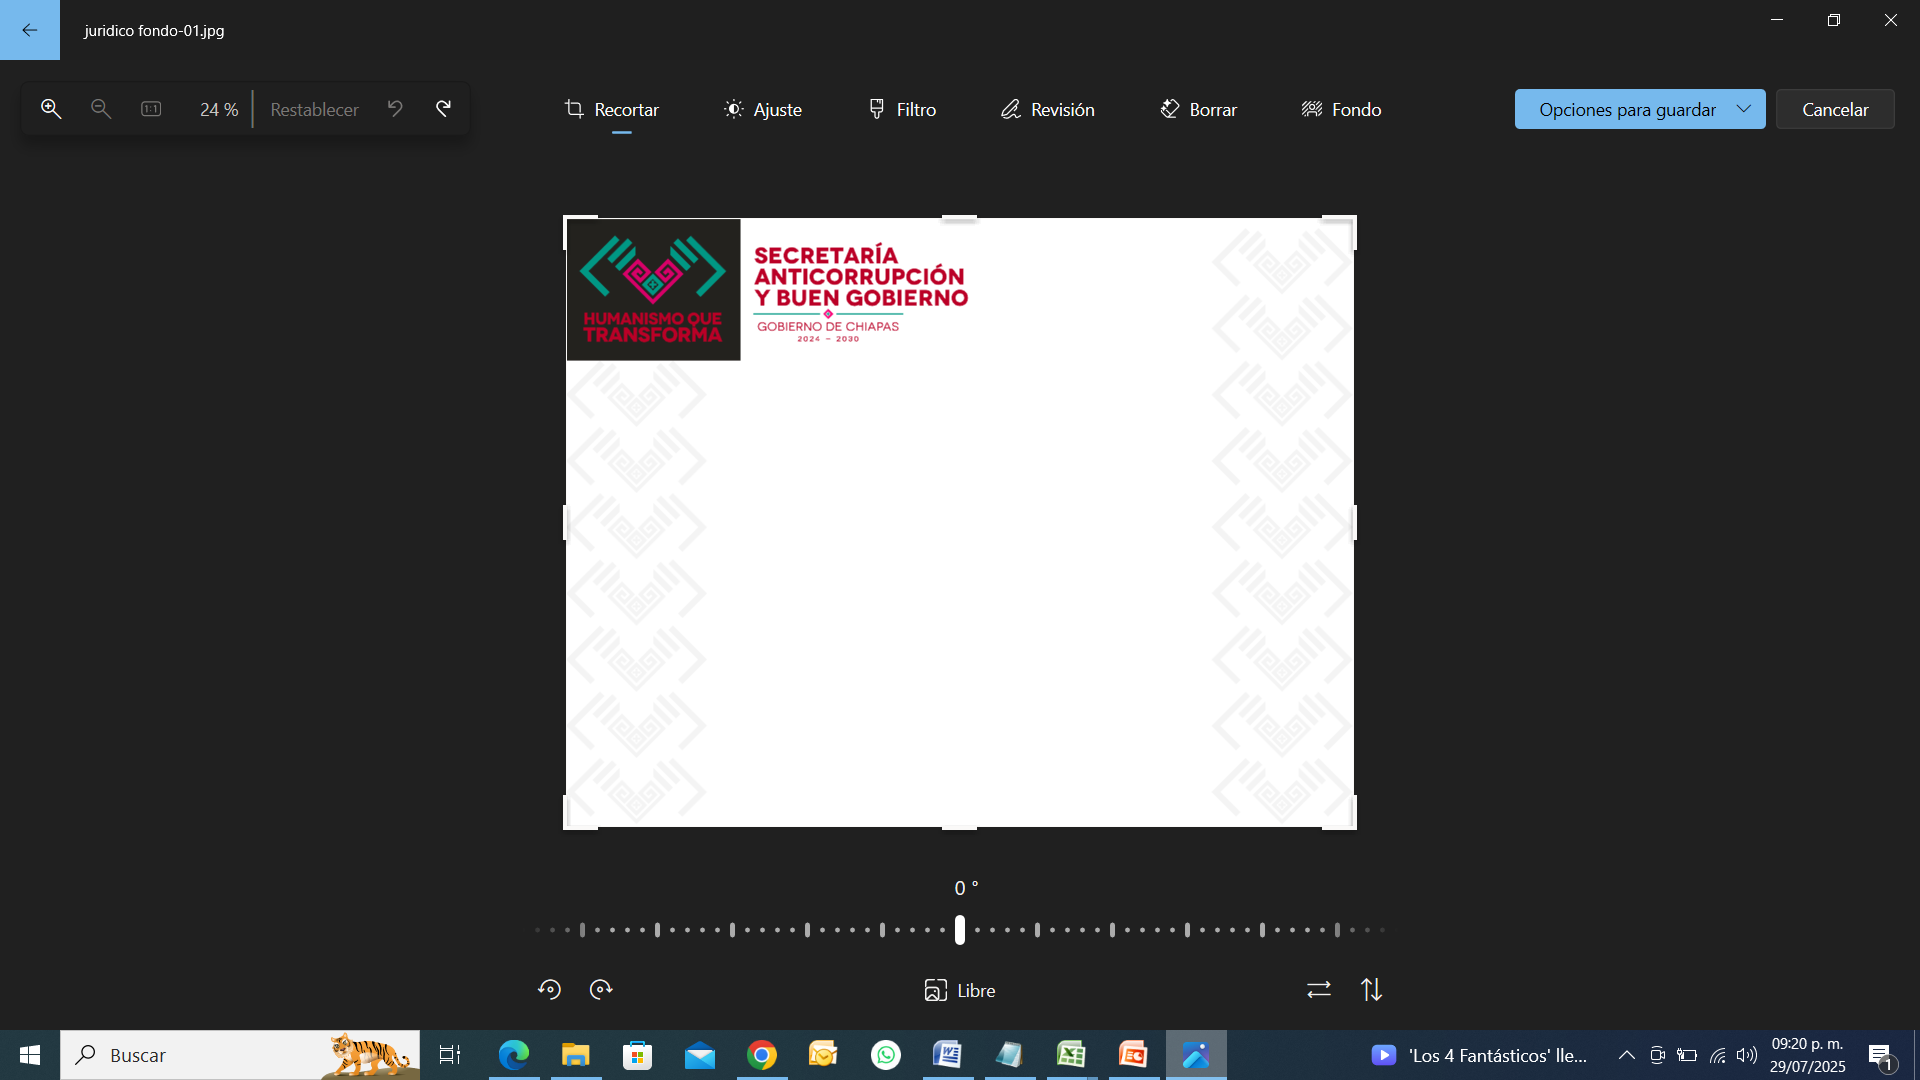 juridico fondo-01.jpg
24 %
Restablecer
Recortar
Ajuste
Filtro
Revisión
Borrar
Fondo
Opciones para guardar
Cancelar
HUMANISMO QUE
TRANSFORMA
SECRETARÍA
ANTICORRUPCIÓN
Y BUEN GOBIERNO
GOBIERNO DE CHIAPAS
2024 - 2030
0 °
Libre
Buscar
'Los 4 Fantásticos' lle...
09:20 p. m.
29/07/2025
1